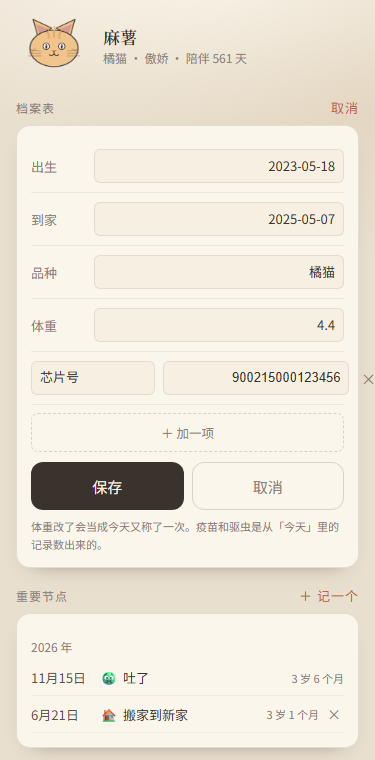 麻薯
橘猫 · 傲娇 · 陪伴 561 天
档案表 取消
出生 2023-05-18
到家 2025-05-07
品种 橘猫
体重 4.4
芯片号 900215000123456 ×
＋ 加一项
保存 取消
体重改了会当成今天又称了一次。疫苗和驱虫是从「今天」里的
记录数出来的。
重要节点 ＋ 记一个
2026 年
11月15日 吐了 3 岁 6 个月
6月21日 搬家到新家 3 岁 1 个月 ×